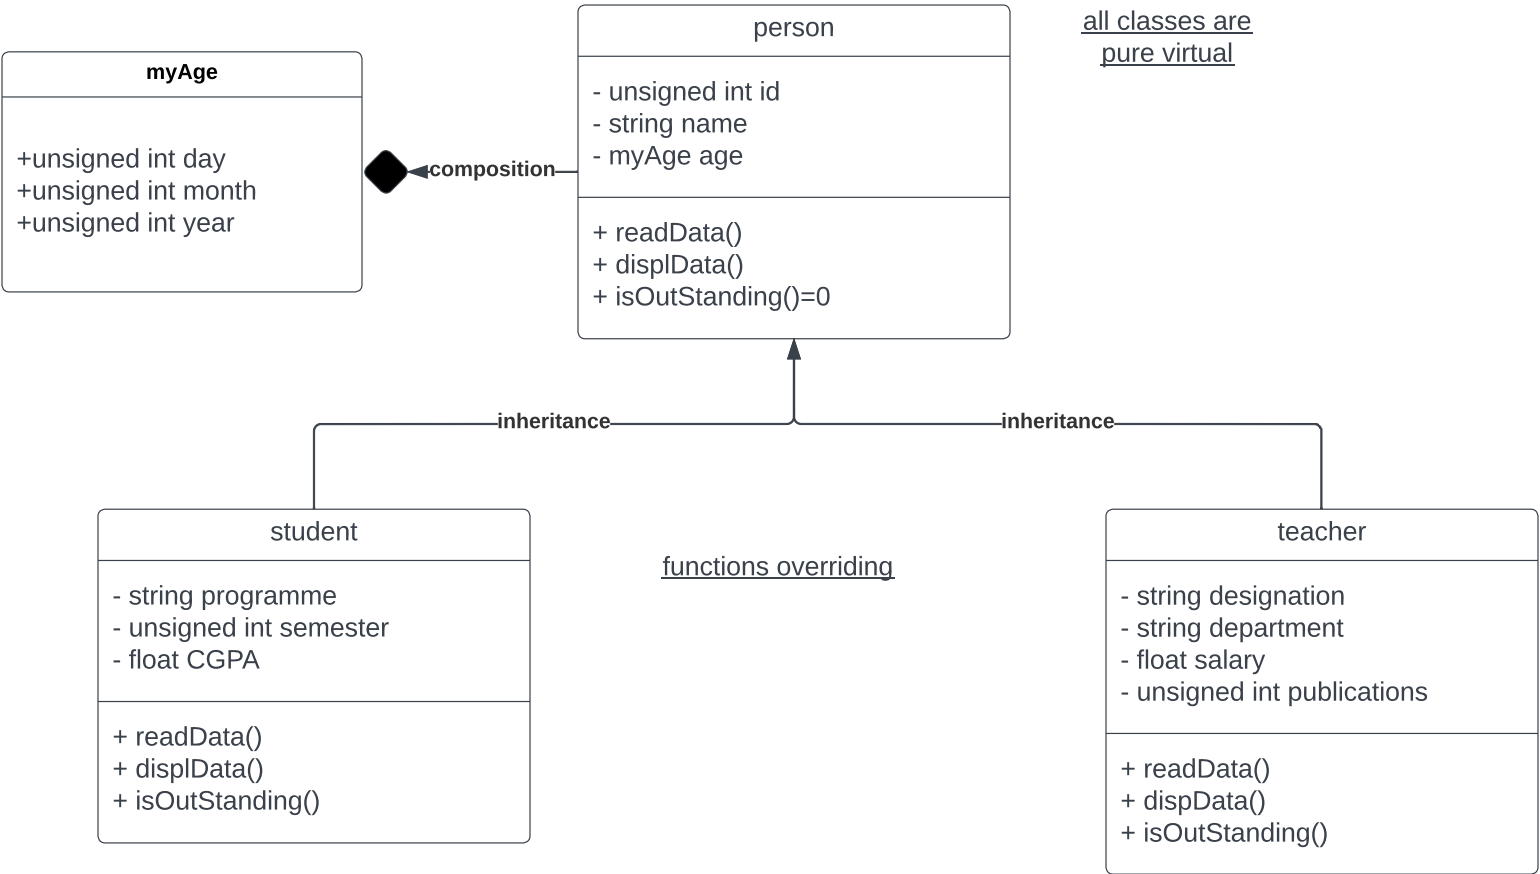 person
- unsigned int id
- string name
- myAge age
+ readData()
+ displData()
+ isOutStanding()=0
all classes are
pure virtual
myAge
+unsigned int day
+unsigned int month
+unsigned int year
composition
inheritance
inheritance
student
- string programme
- unsigned int semester
- float CGPA
+ readData()
+ displData()
+ isOutStanding()
functions overriding
teacher
- string designation
- string department
- float salary
- unsigned int publications
+ readData()
+ dispData()
+ isOutStanding()